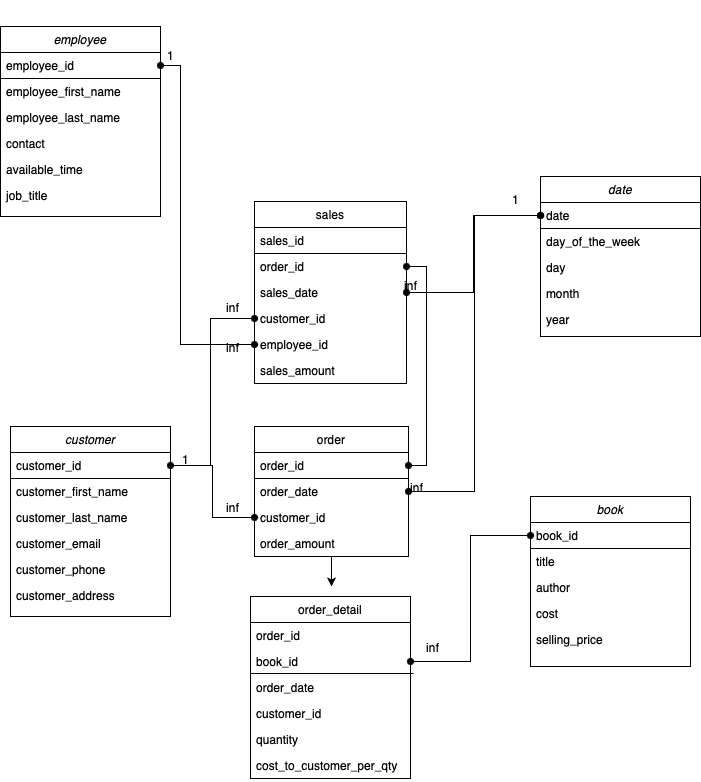 employee
employee_id
employee_first_name
employee_last_name
contact
available_time
job_title
1
sales
sales_id
order_id
sales_date
customer_id
employee_id
sales_amount
inf
inf
inf
1
date
date
day_of_the_week
day
month
year
customer
customer_id
customer_first_name
customer_last_name
customer_email
customer_phone
customer_address
1
inf
order
order_id
order_date
customer_id
order_amount
inf
book
book_id
title
author
cost
selling_price
order_detail
order_id
book_id
order_date
customer_id
quantity
cost_to_customer_per_qty
inf